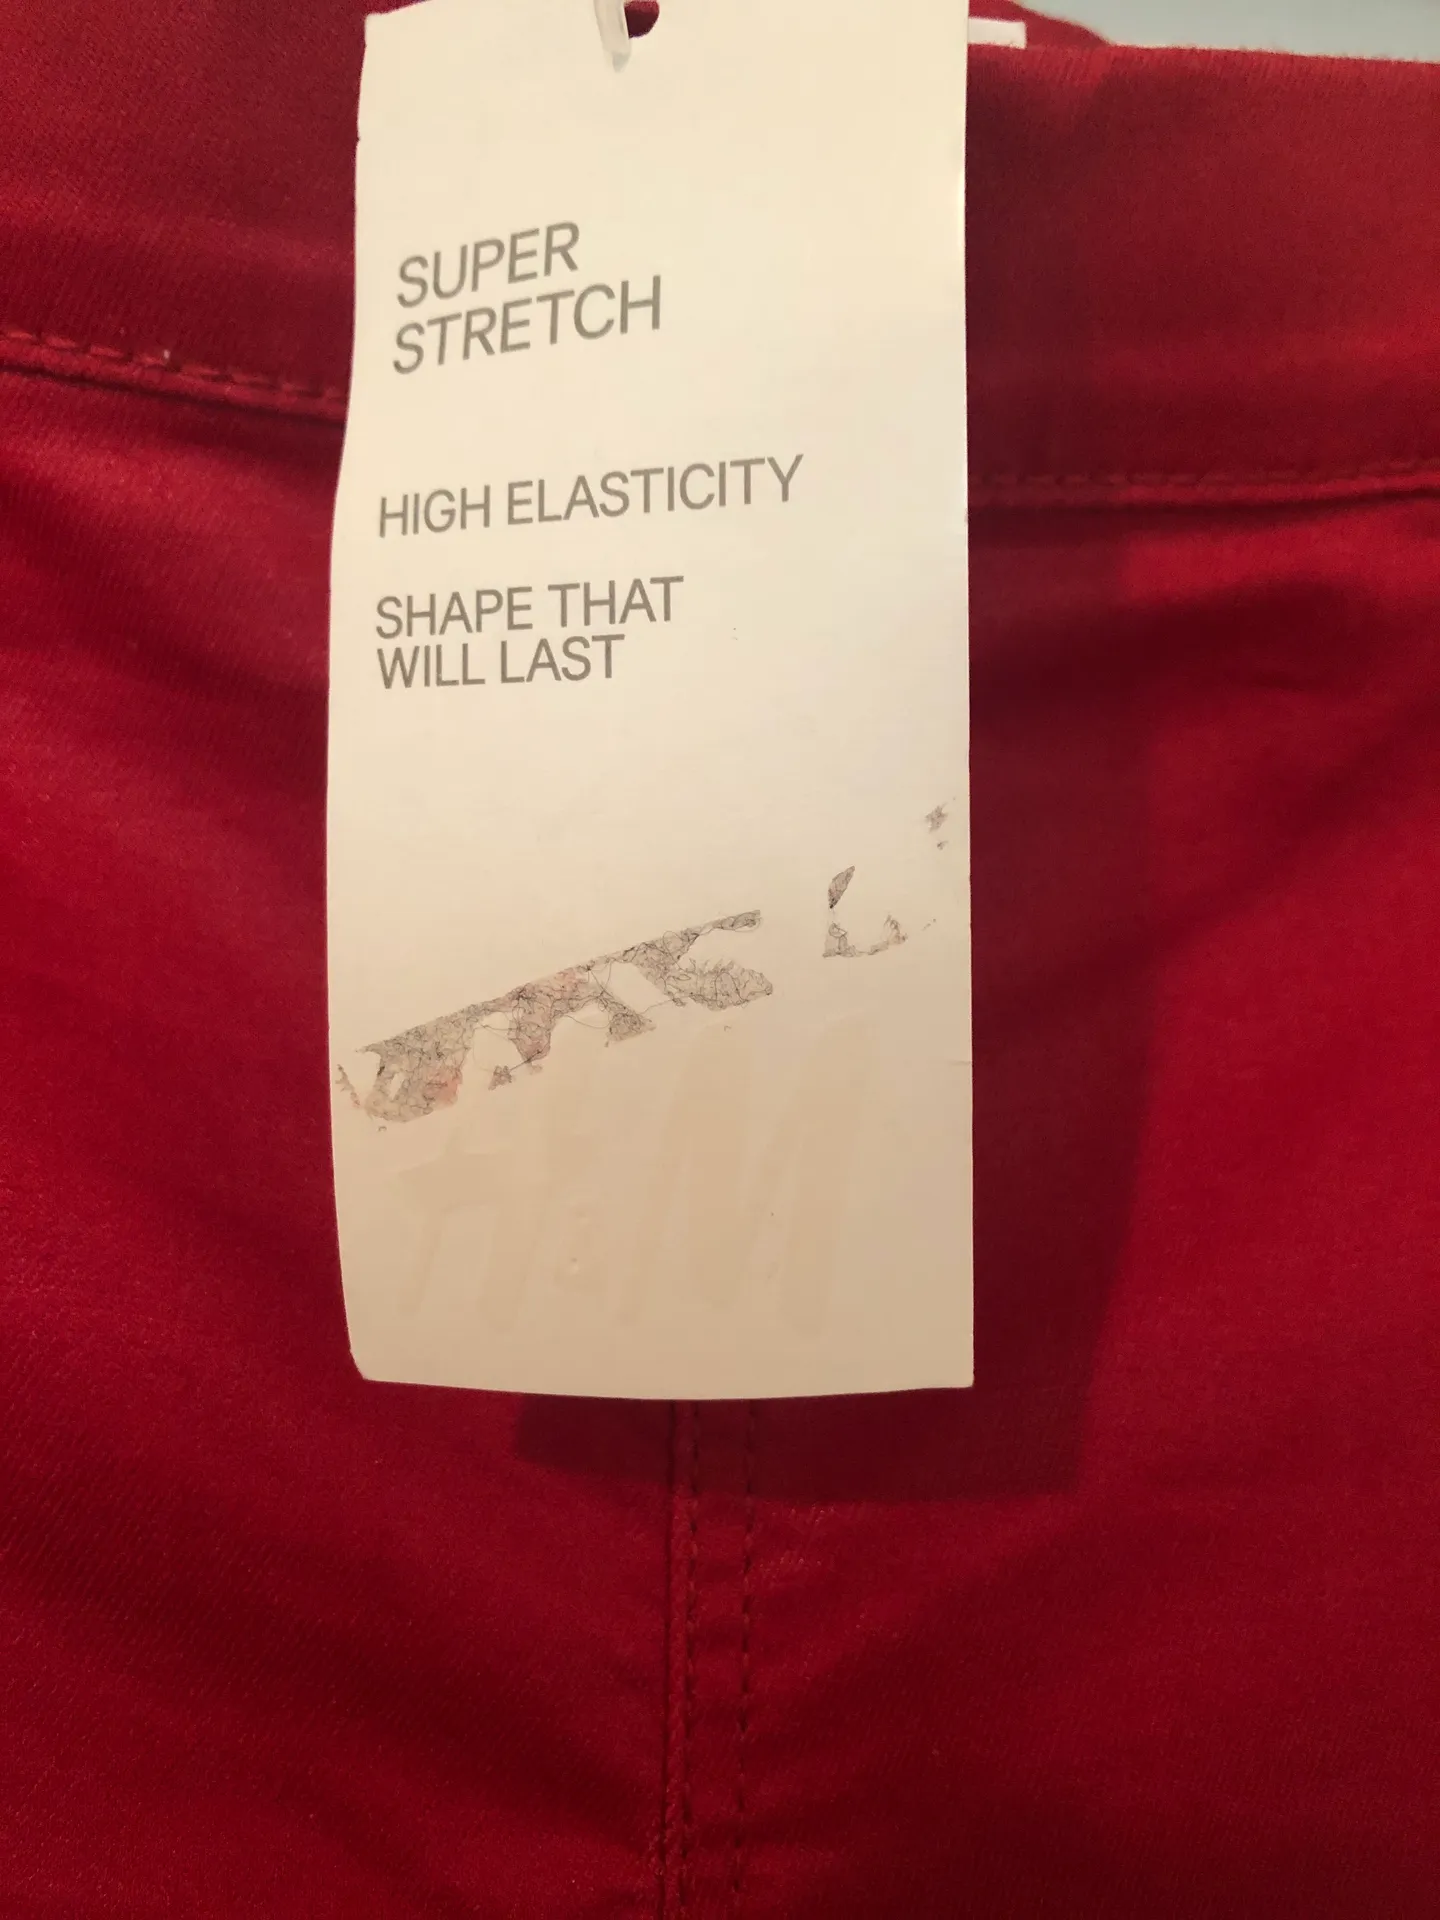 SUPER
STRETCH
HIGH ELASTICITY
SHAPE THAT
WILL LAST
H&M